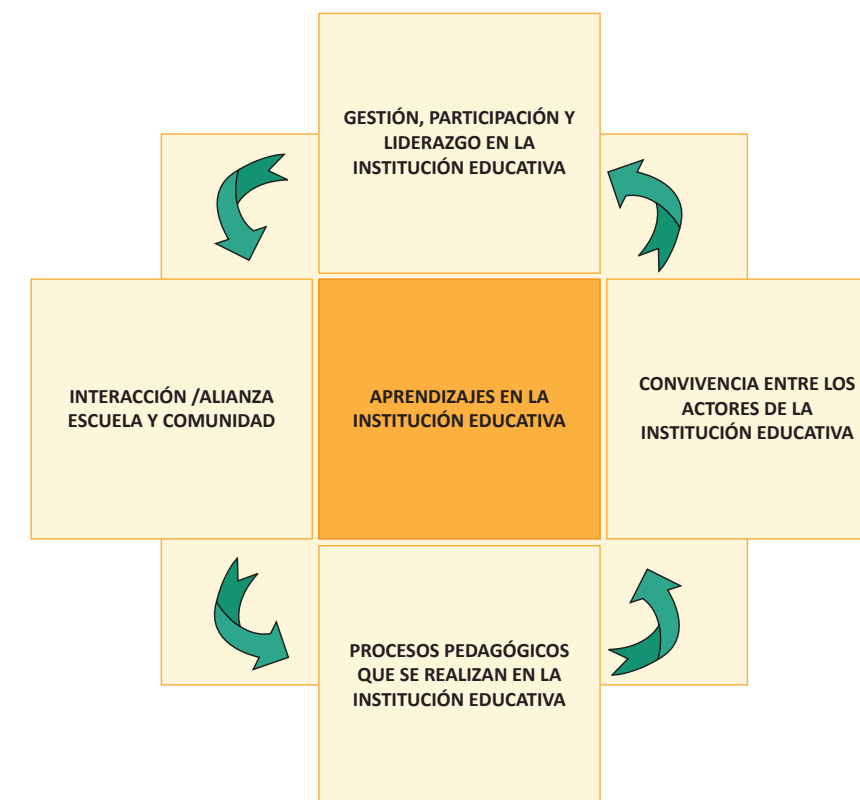 GESTIÓN, PARTICIPACIÓN Y
LIDERAZGO EN LA
INSTITUCIÓN EDUCATIVA
INTERACCIÓN /ALIANZA
ESCUELA Y COMUNIDAD
APRENDIZAJES EN LA
INSTITUCIÓN EDUCATIVA
CONVIVENCIA ENTRE LOS
ACTORES DE LA
INSTITUCIÓN EDUCATIVA
PROCESOS PEDAGÓGICOS
QUE SE REALIZAN EN LA
INSTITUCIÓN EDUCATIVA